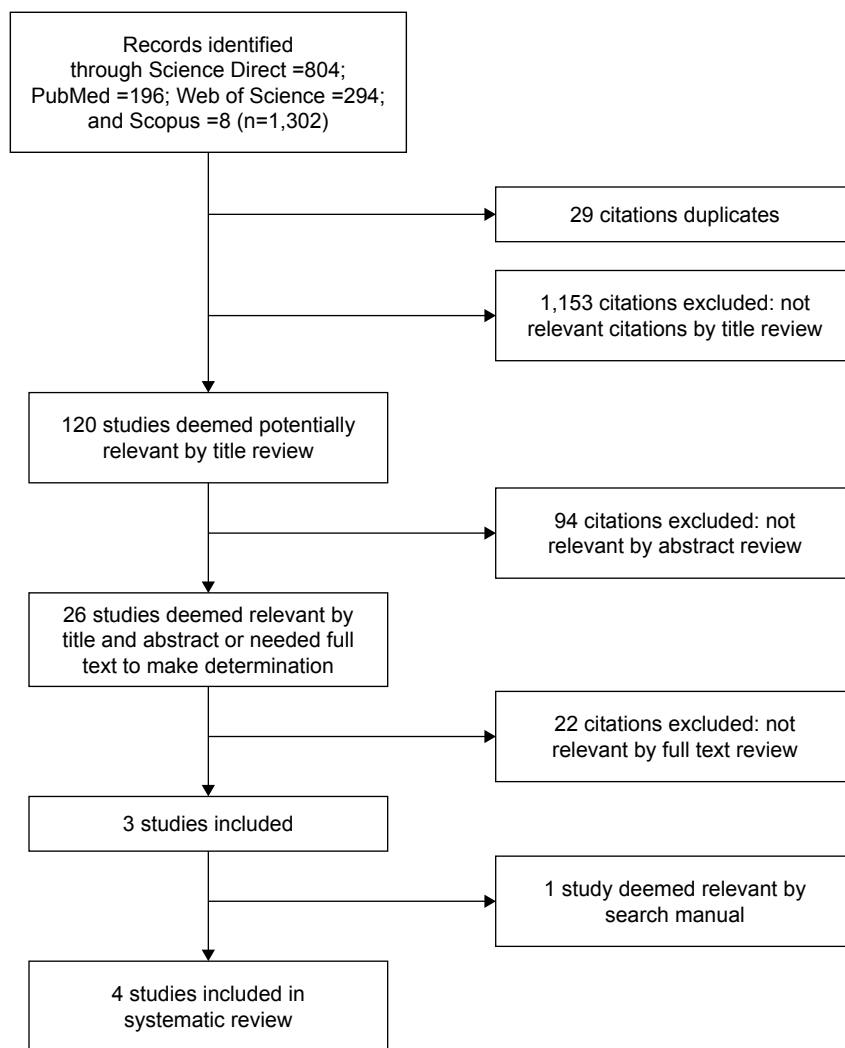 Records identified
through Science Direct =804;
PubMed =196; Web of Science =294;
and Scopus =8 (n=1,302)
29 citations duplicates
1,153 citations excluded: not
relevant citations by title review
120 studies deemed potentially
relevant by title review
94 citations excluded: not
relevant by abstract review
26 studies deemed relevant by
title and abstract or needed full
text to make determination
22 citations excluded: not
relevant by full text review
3 studies included
1 study deemed relevant by
search manual
4 studies included in
systematic review